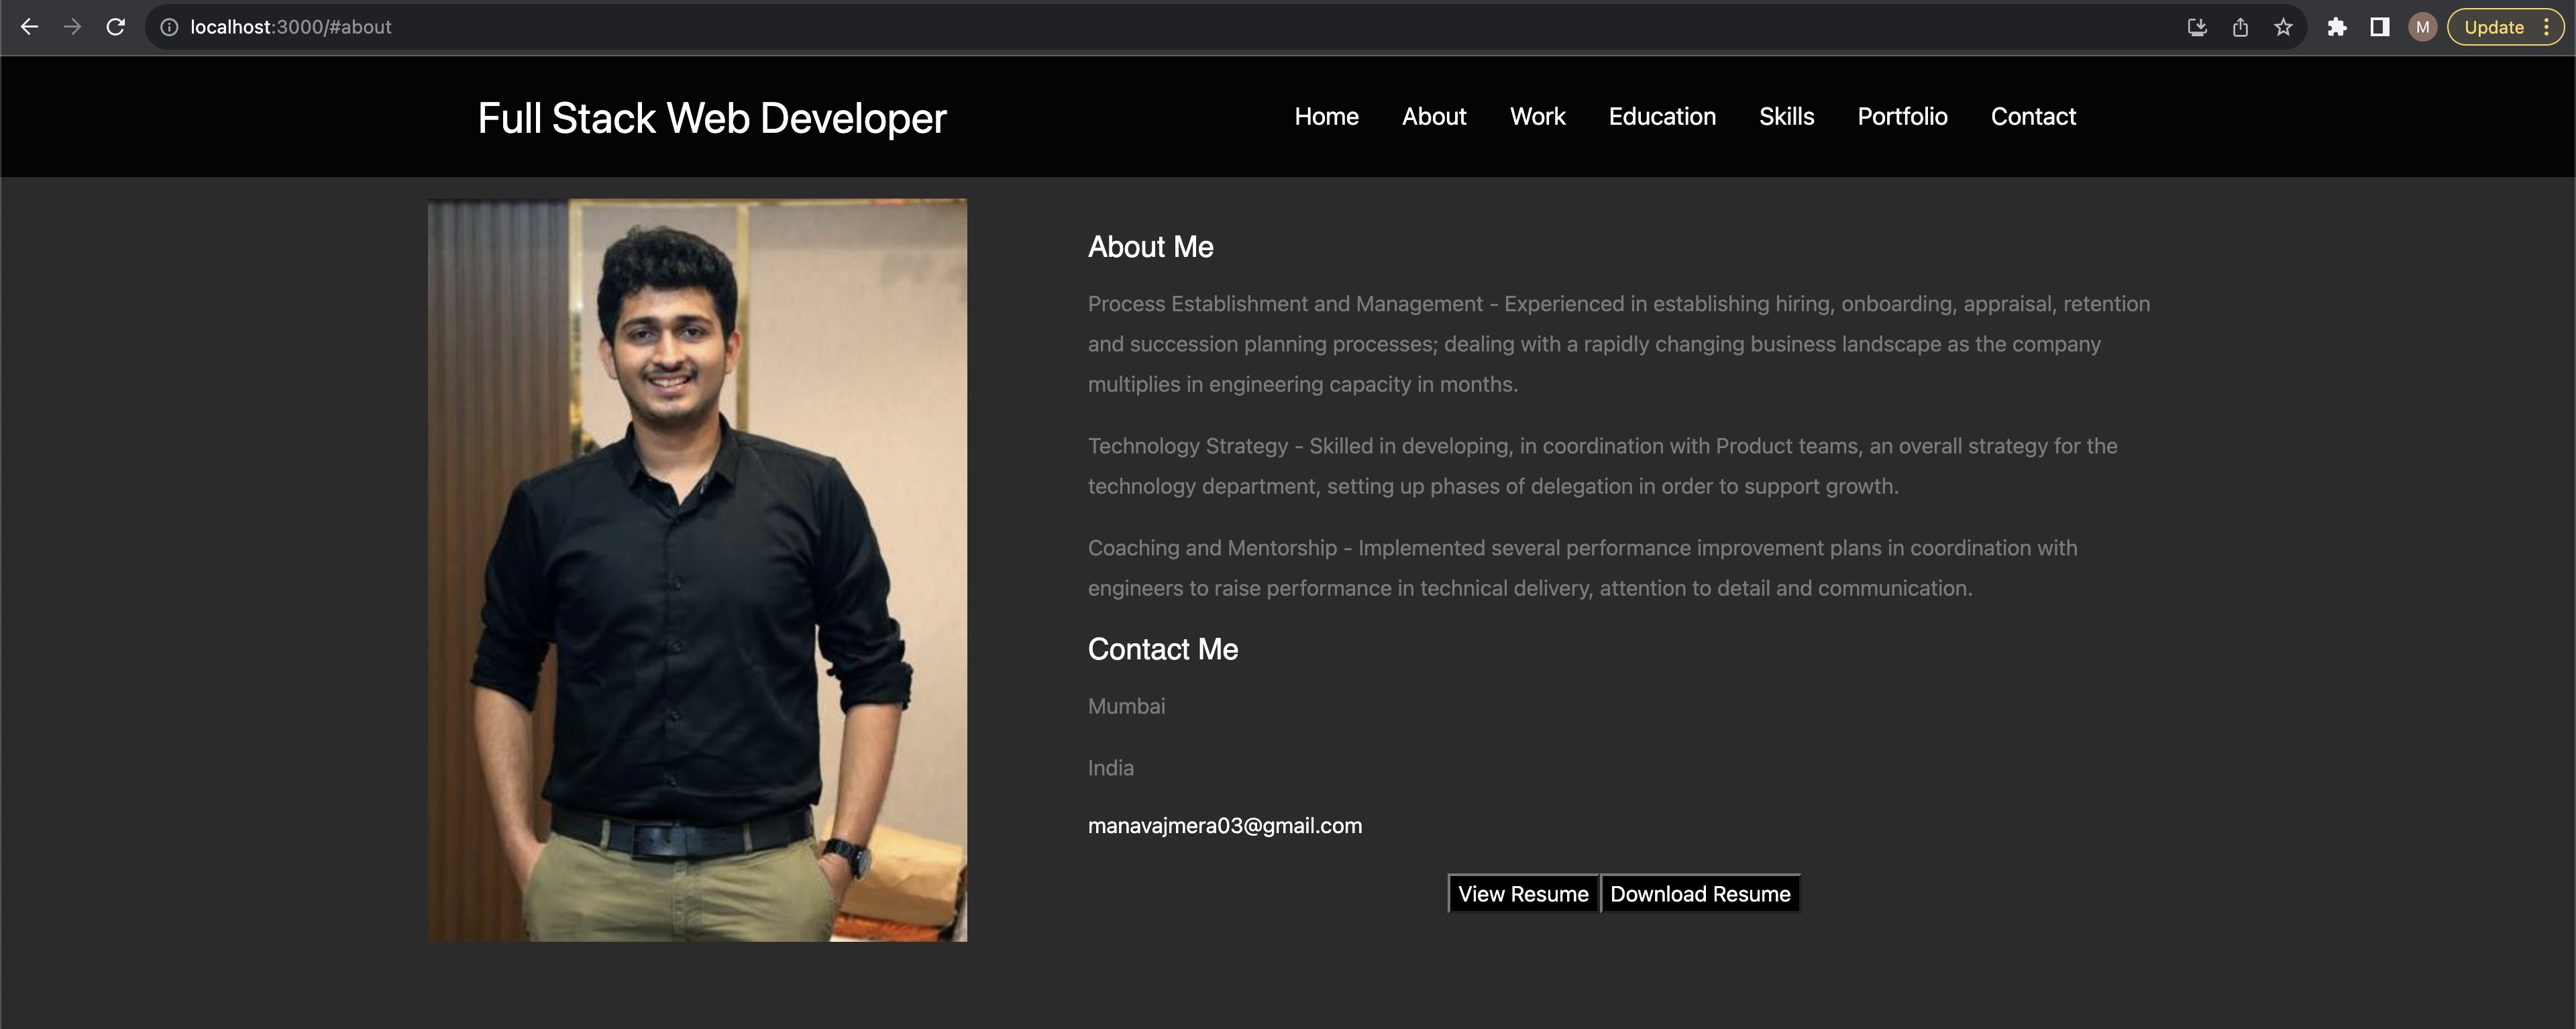 localhost:3000/#about
M
Update
Full Stack Web Developer
Home About Work Education Skills Portfolio Contact
About Me
Process Establishment and Management - Experienced in establishing hiring, onboarding, appraisal, retention
and succession planning processes; dealing with a rapidly changing business landscape as the company
multiplies in engineering capacity in months.
Technology Strategy - Skilled in developing, in coordination with Product teams, an overall strategy for the
technology department, setting up phases of delegation in order to support growth.
Coaching and Mentorship - Implemented several performance improvement plans in coordination with
engineers to raise performance in technical delivery, attention to detail and communication.
Contact Me
Mumbai
India
manavajmera03@gmail.com
View Resume Download Resume